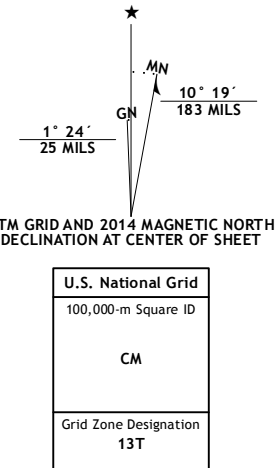 ★
MN
GN
10° 19´
183 MILS
1° 24´
25 MILS
TM GRID AND 2014 MAGNETIC NORTH
DECLINATION AT CENTER OF SHEET
U.S. National Grid
100,000-m Square ID
CM
Grid Zone Designation
13T